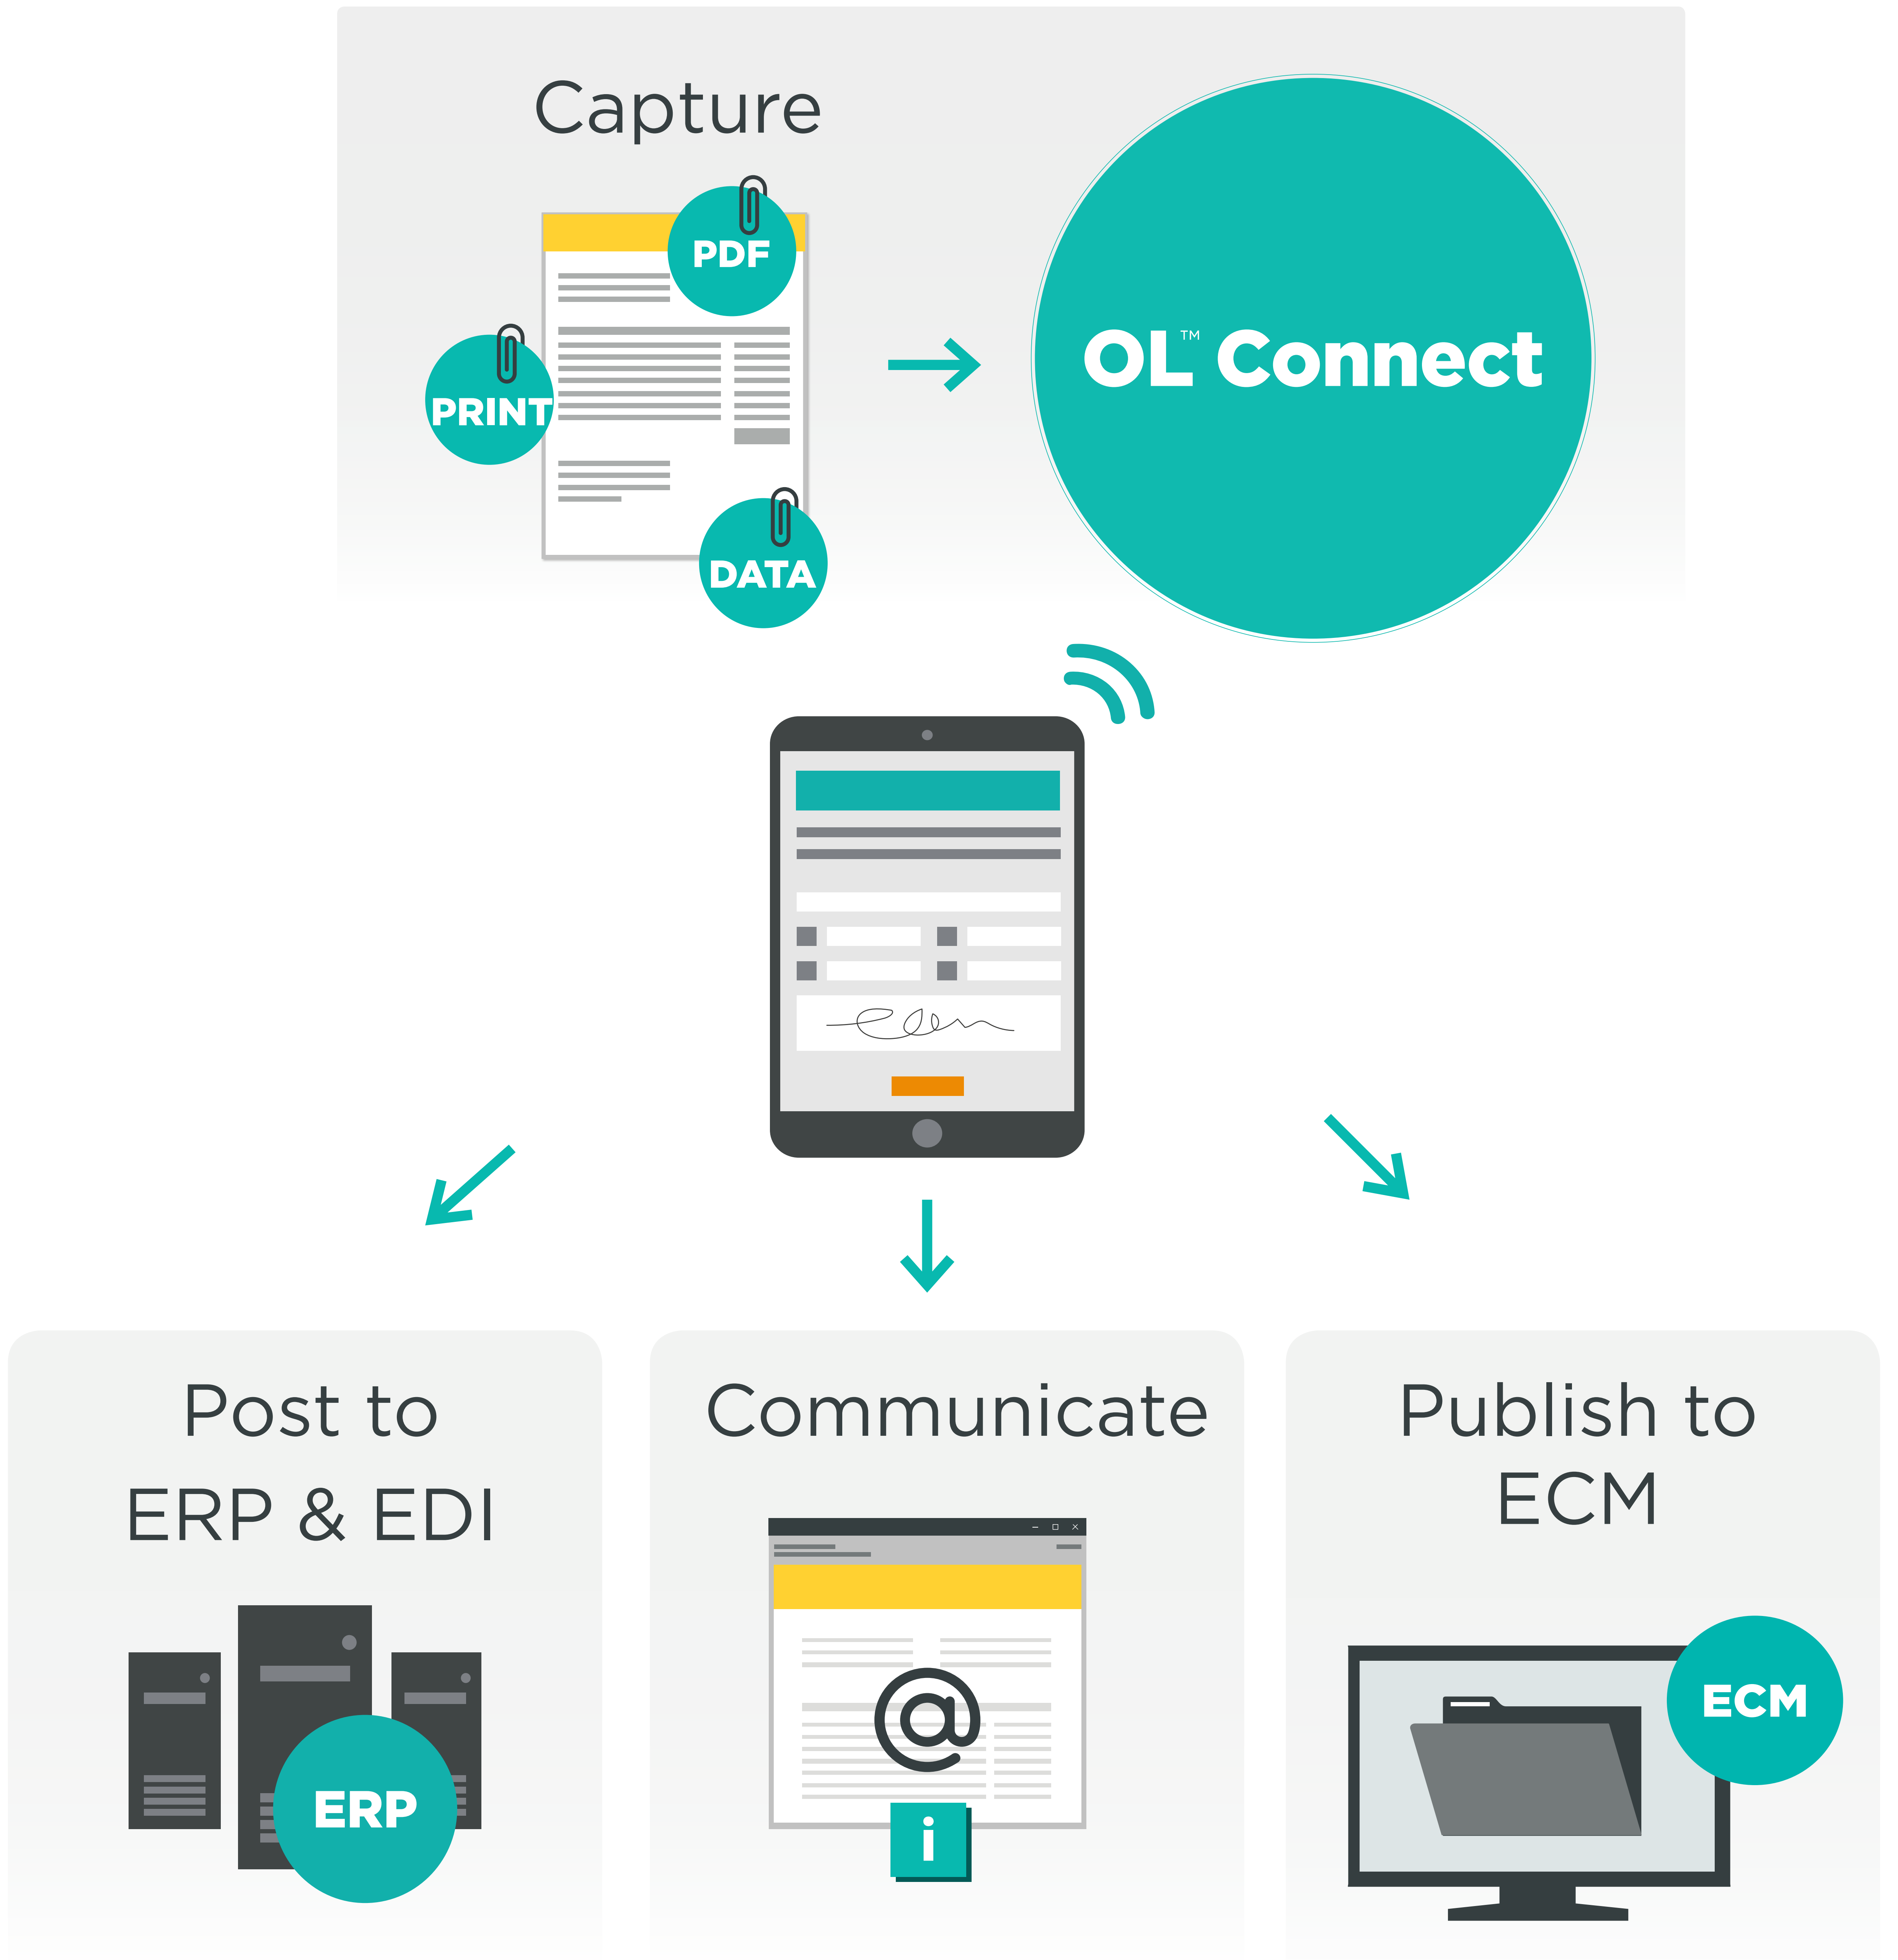 Capture
PDF
PRINT
DATA
OL™ Connect
Post to
ERP & EDI
ERP
Communicate
@
i
Publish to
ECM
ECM